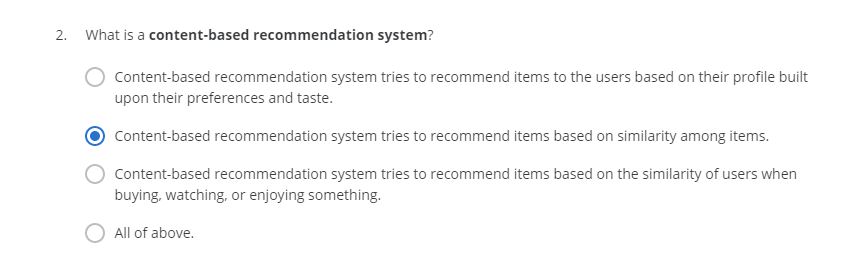 2. What is a content-based recommendation system?
Content-based recommendation system tries to recommend items to the users based on their profile built
upon their preferences and taste.
Content-based recommendation system tries to recommend items based on similarity among items.
Content-based recommendation system tries to recommend items based on the similarity of users when
buying, watching, or enjoying something.
All of above.